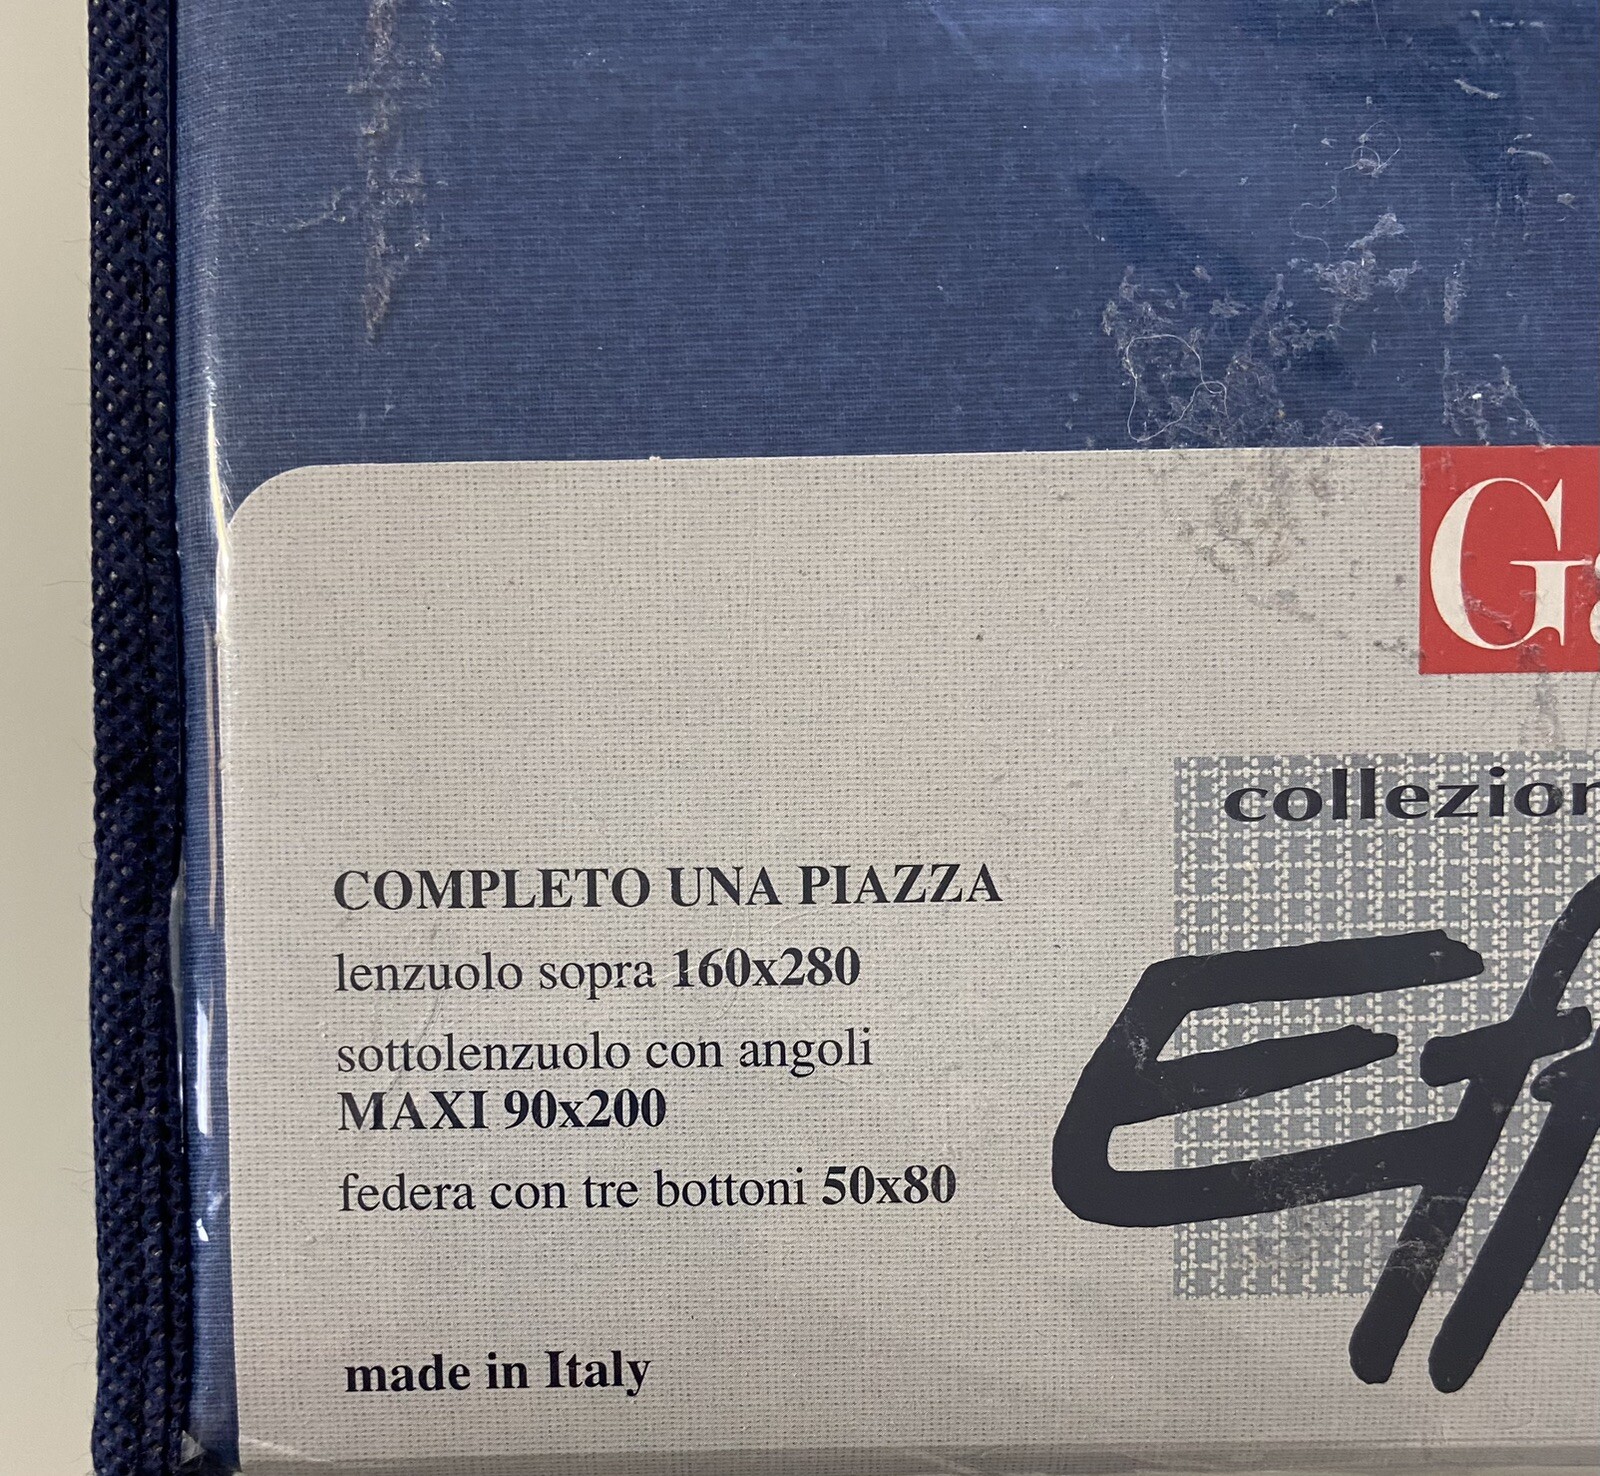 COMPLETO UNA PIAZZA
lenzuolo sopra 160x280
sottolenzuolo con angoli
MAXI 90x200
federa con tre bottoni 50x80
made in Italy